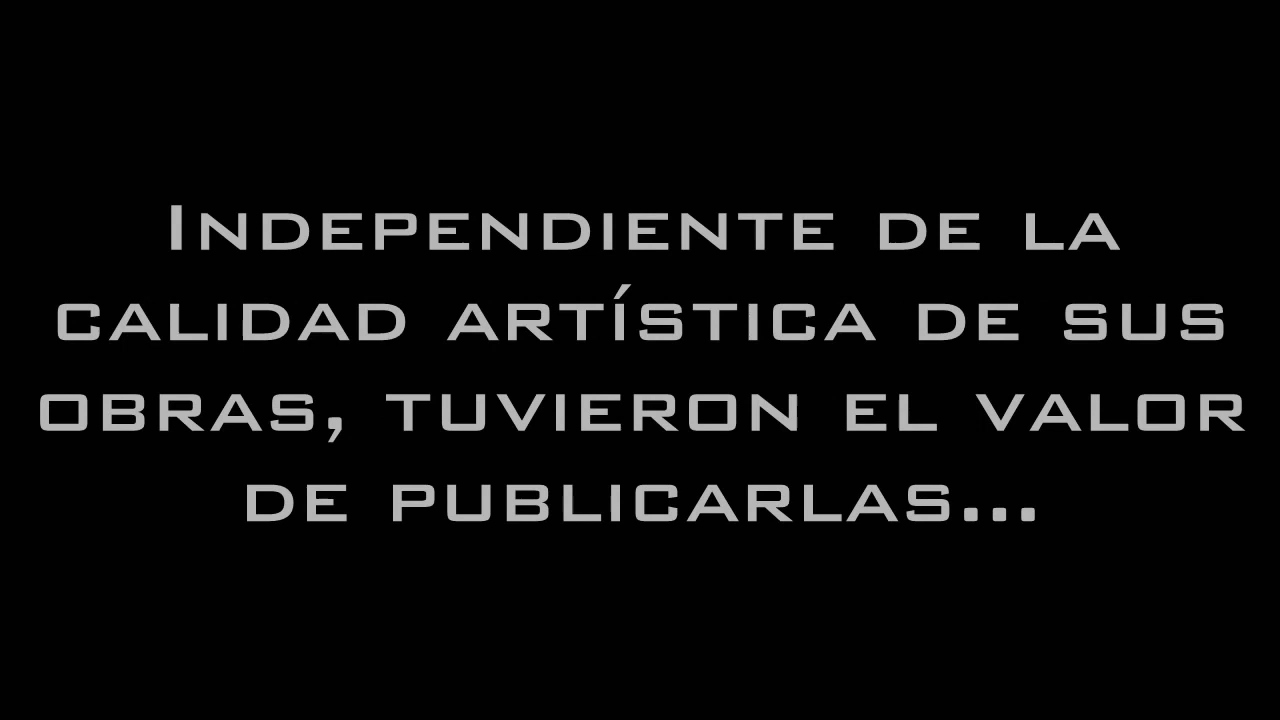 Independiente de la
calidad artística de sus
obras, tuvieron el valor
de publicarlas...